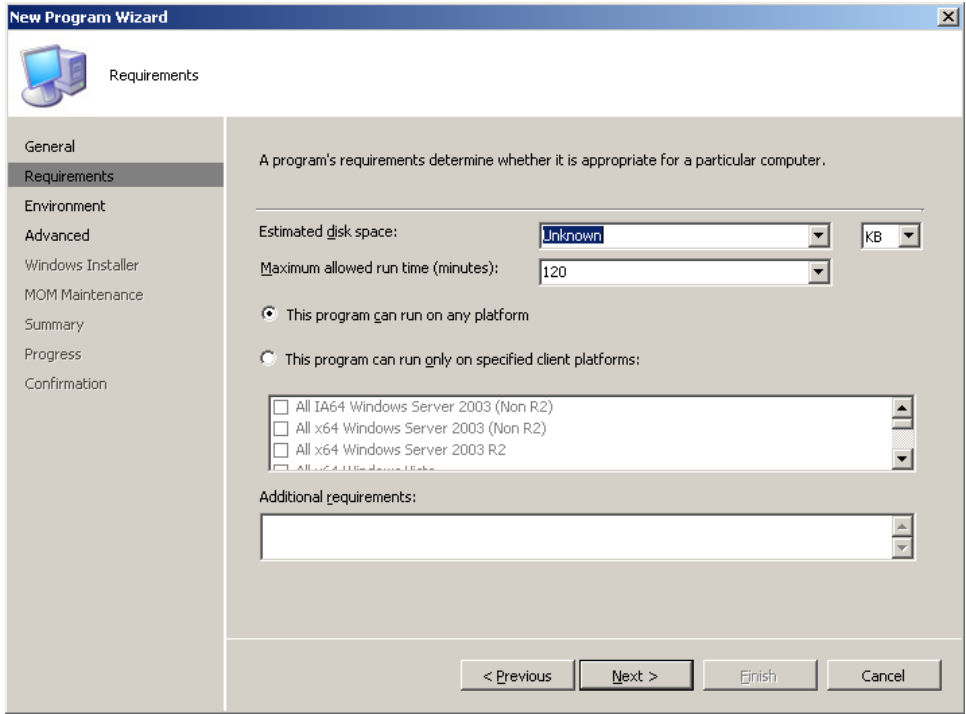 New Program Wizard
Requirements
General
Requirements
Environment
Advanced
Windows Installer
MOM Maintenance
Summary
Progress
Confirmation
A program's requirements determine whether it is appropriate for a particular computer.
Estimated disk space: Unknown KB
Maximum allowed run time (minutes): 120
This program can run on any platform
This program can run only on specified client platforms:
All IA64 Windows Server 2003 (Non R2)
All x64 Windows Server 2003 (Non R2)
All x64 Windows Server 2003 R2
All x64 Windows Vista
Additional requirements:
< Previous Next > Finish Cancel